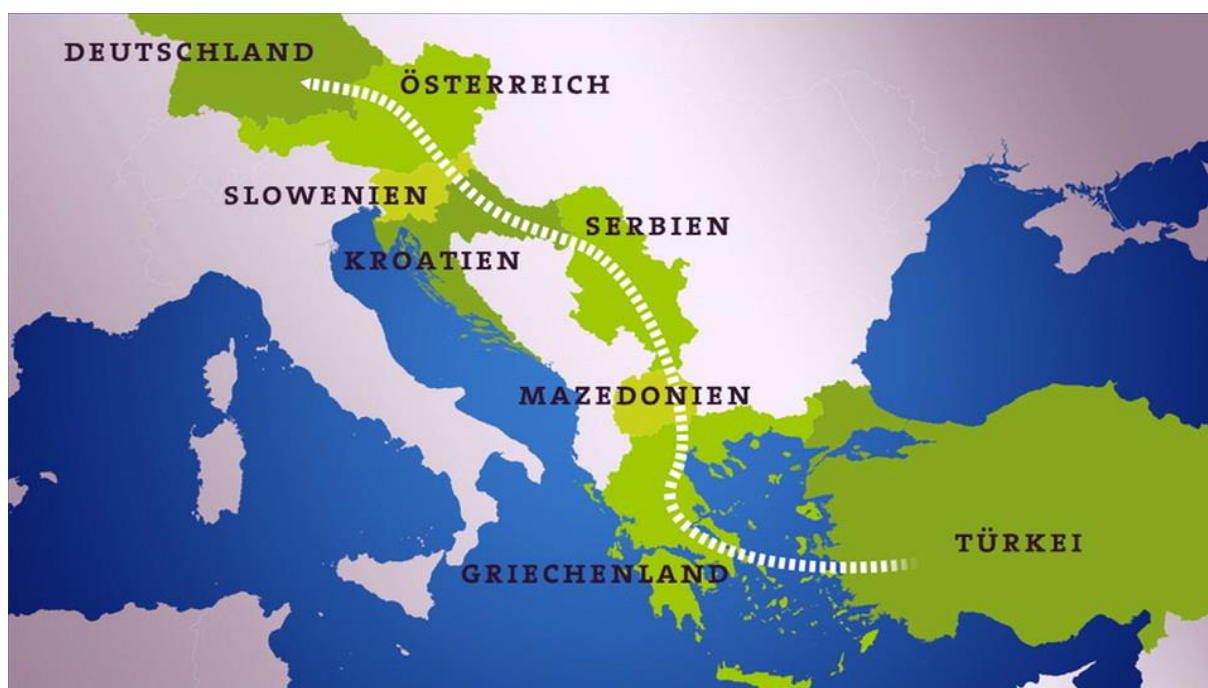 DEUTSCHLAND
ÖSTERREICH
SLOWENIEN
SERBIEN
KROATIEN
MAZEDONIEN
TÜRKEI
GRIECHENLAND